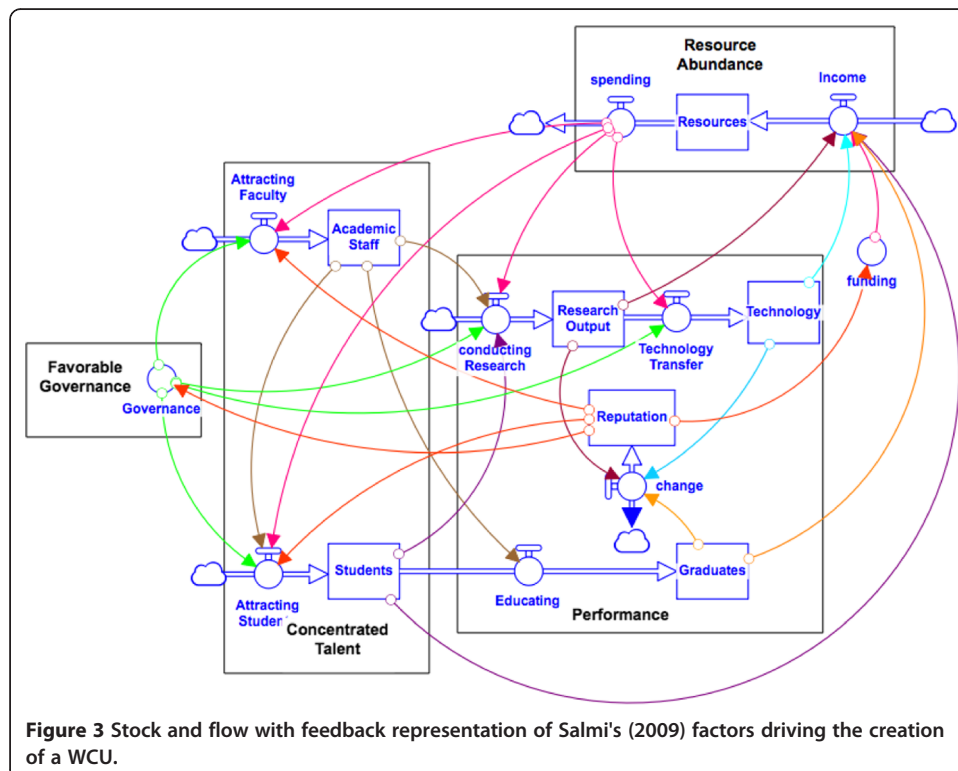 Resource
Abundance
spending
Income
Resources
Attracting
Faculty
Academic
Staff
funding
Research
Output
Technology
conducting
Research
Technology
Transfer
Favorable
Governance
Governance
Reputation
change
Students
Educating
Graduates
Attracting
Concentrated
Talent
Performance
Figure 3 Stock and flow with feedback representation of Salmi's (2009) factors driving the creation
of a WCU.